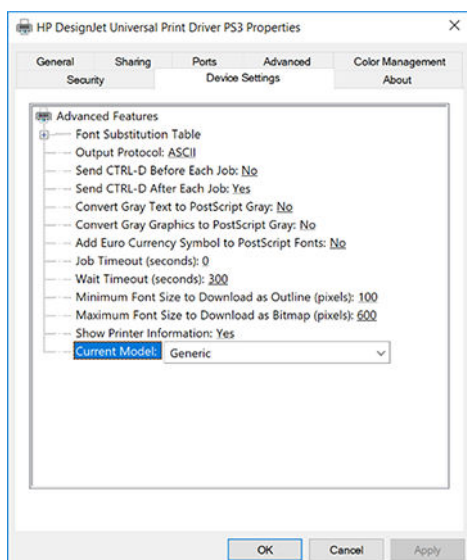 HP DesignJet Universal Print Driver PS3 Properties
General Sharing Ports Advanced Color Management
Security Device Settings About
Advanced Features
Font Substitution Table
Output Protocol: ASCII
Send CTRL-D Before Each Job: No
Send CTRL-D After Each Job: Yes
Convert Gray Text to PostScript Gray: No
Convert Gray Graphics to PostScript Gray: No
Add Euro Currency Symbol to PostScript Fonts: No
Job Timeout (seconds): 0
Wait Timeout (seconds): 300
Minimum Font Size to Download as Outline (pixels): 100
Maximum Font Size to Download as Bitmap (pixels): 600
Show Printer Information: Yes
Current Model: Generic
OK Cancel Apply